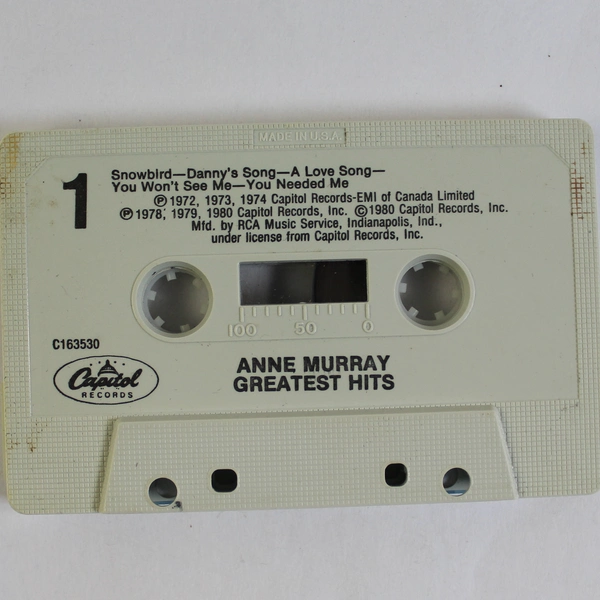 MADE IN U.S.A.
1
Snowbird—Danny's Song—A Love Song—
You Won't See Me—You Needed Me
Ⓟ 1972, 1973, 1974 Capitol Records-EMI of Canada Limited
Ⓟ 1978, 1979, 1980 Capitol Records, Inc. Ⓒ 1980 Capitol Records, Inc.
Mfd. by RCA Music Service, Indianapolis, Ind.,
under license from Capitol Records, Inc.
100 50 0
C163530
Capitol
RECORDS
ANNE MURRAY
GREATEST HITS